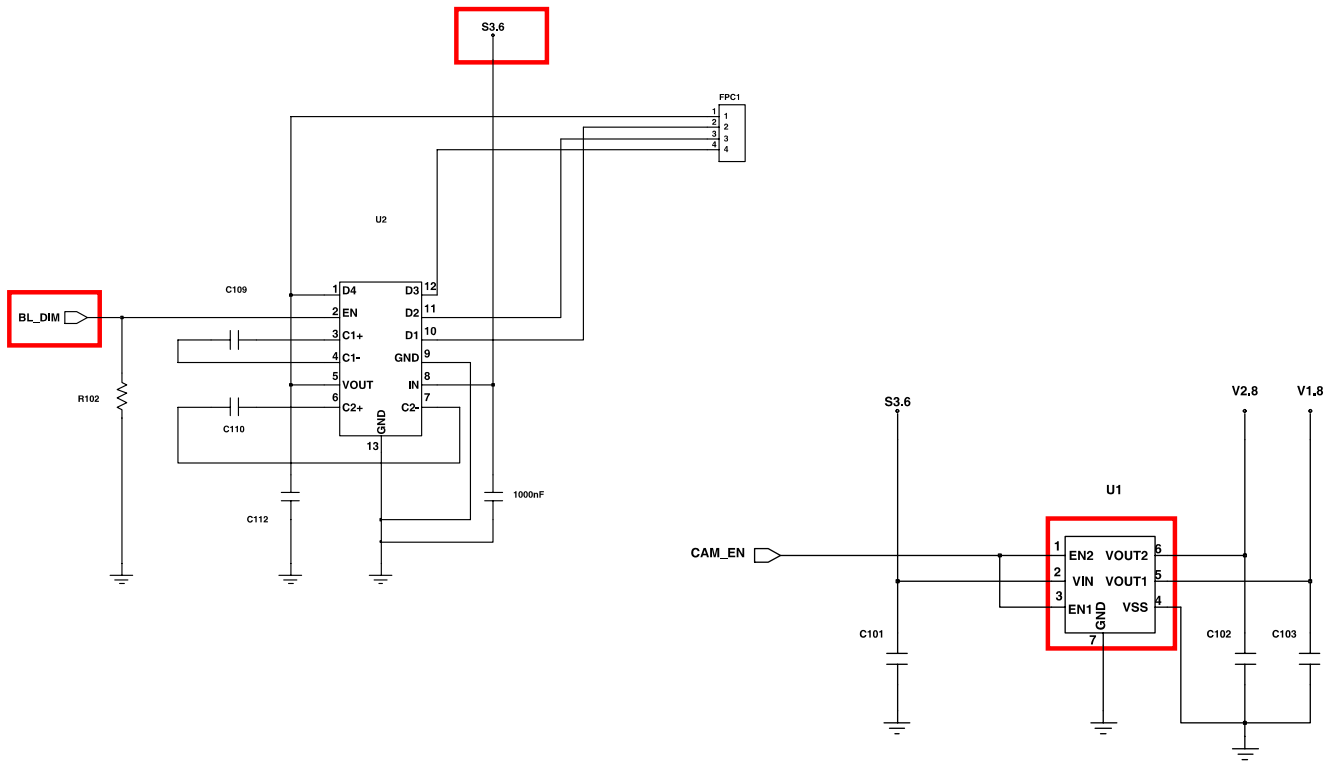 S3.6
FPC1
1 1
2 2
3 3
4 4
U2
C109
1 D4 D3 12
BL_DIM 2 EN D2 11
3 C1+ D1 10
4 C1- GND 9
5 VOUT IN 8
6 C2+ C2- 7
GND
13
R102
C110
C112
1000nF
S3.6 V2,8 V1.8
U1
CAM_EN 1 EN2 VOUT2 6
2 VIN VOUT1 5
3 EN1 VSS 4
GND
7
C101 C102 C103